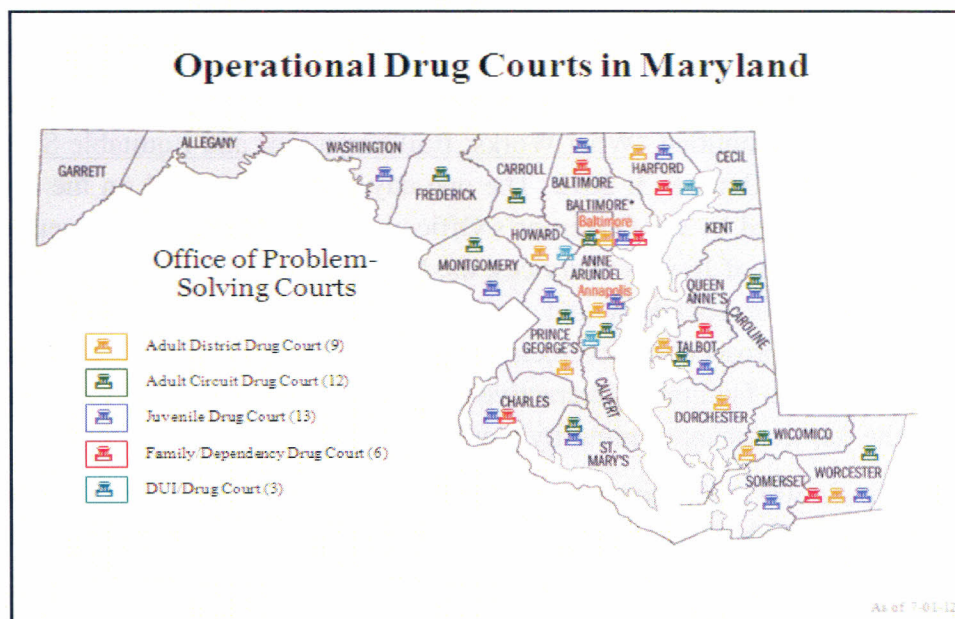 Operational Drug Courts in Maryland
GARRETT
ALLEGANY
WASHINGTON
FREDERICK
CARROLL
BALTIMORE
HARFORD
CECIL
BALTIMORE*
Baltimore
HOWARD
KENT
MONTGOMERY
ANNE
ARUNDEL
Annapolis
QUEEN
ANNE'S
CAROLINE
PRINCE
GEORGE'S
TALBOT
CHARLES
CALVERT
DORCHESTER
ST.
MARY'S
WICOMICO
SOMERSET
WORCESTER
Office of Problem-
Solving Courts
Adult District Drug Court (9)
Adult Circuit Drug Court (12)
Juvenile Drug Court (13)
Family/Dependency Drug Court (6)
DUI/Drug Court (3)
As of 7-01-12